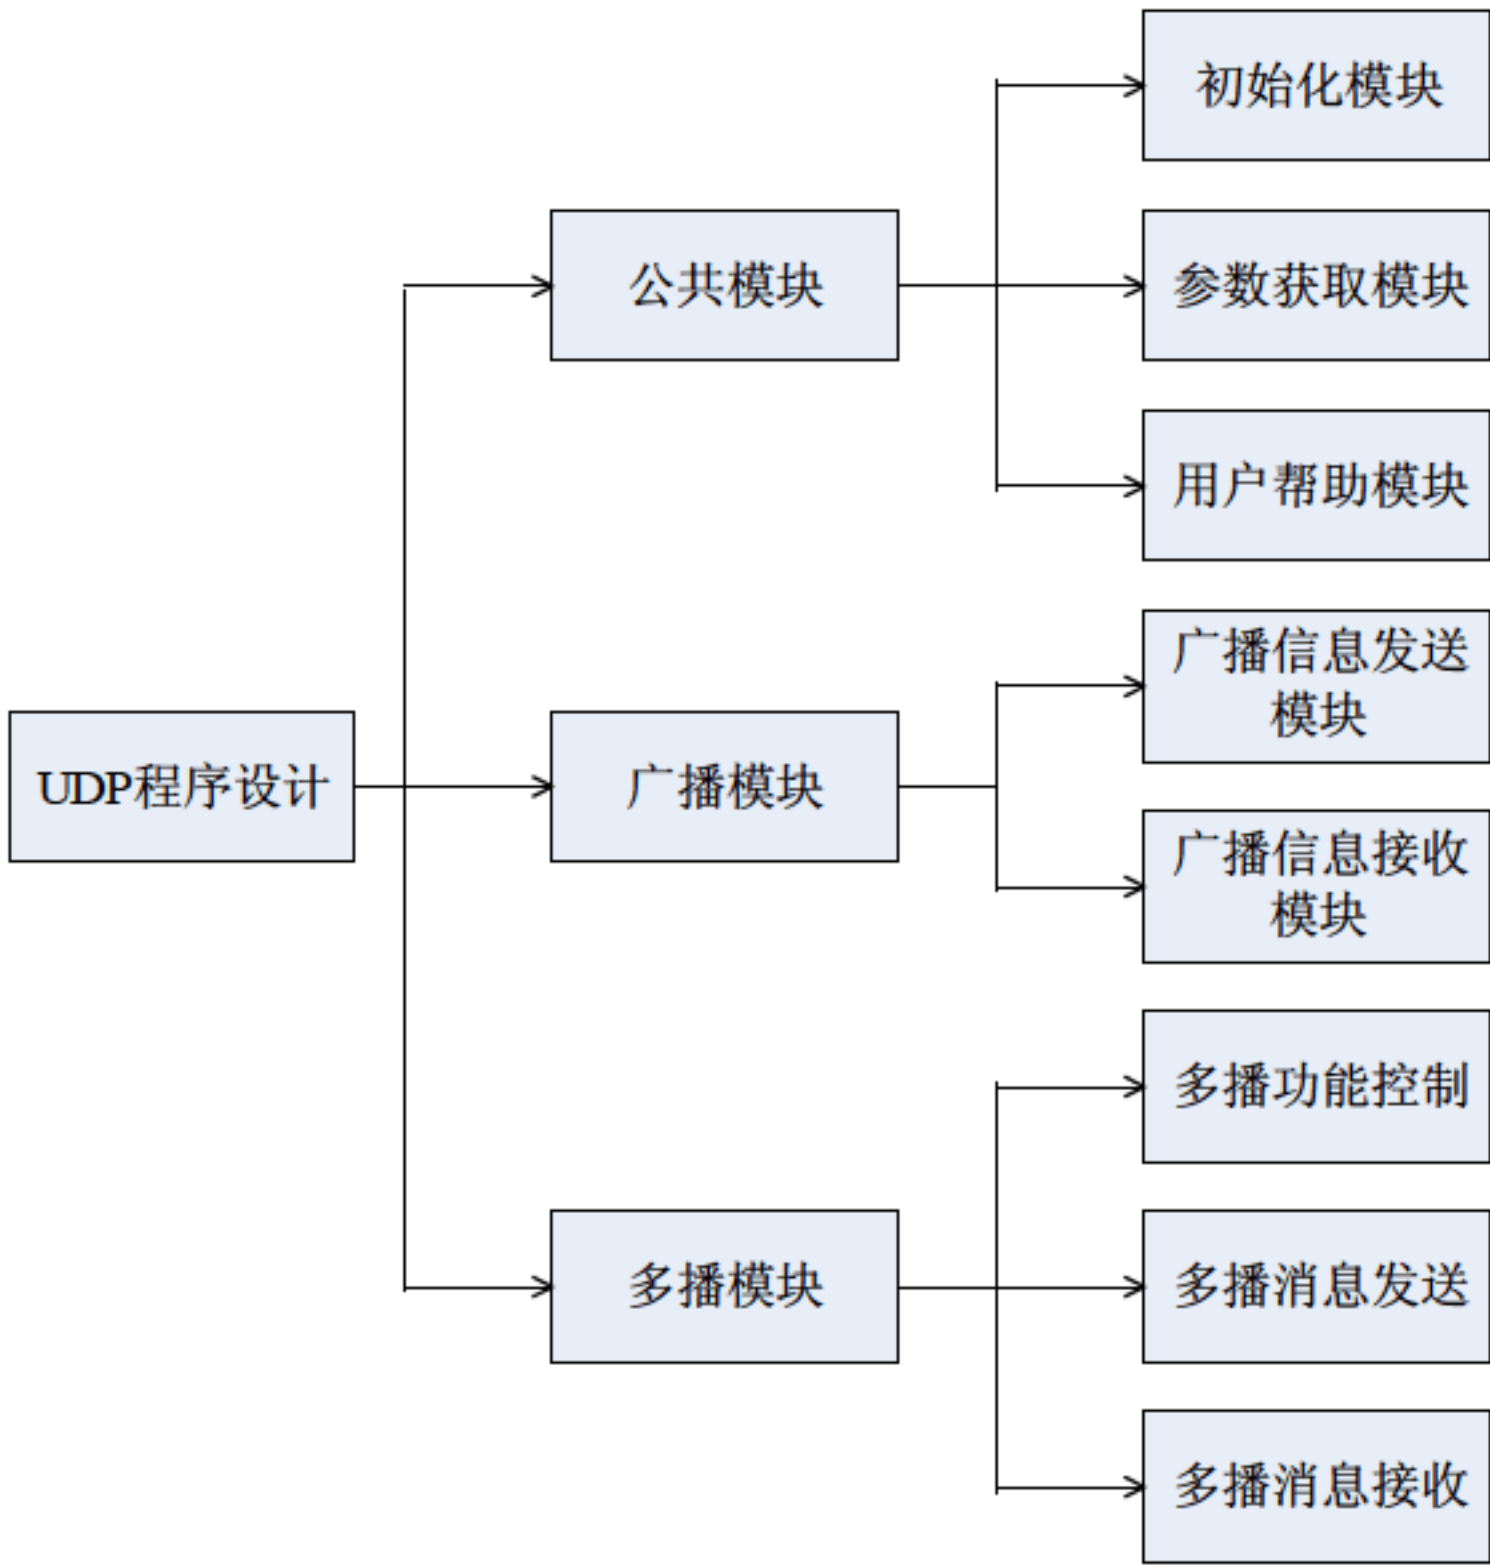 初始化模块
公共模块
参数获取模块
用户帮助模块
广播信息发送
模块
UDP程序设计
广播模块
广播信息接收
模块
多播功能控制
多播模块
多播消息发送
多播消息接收